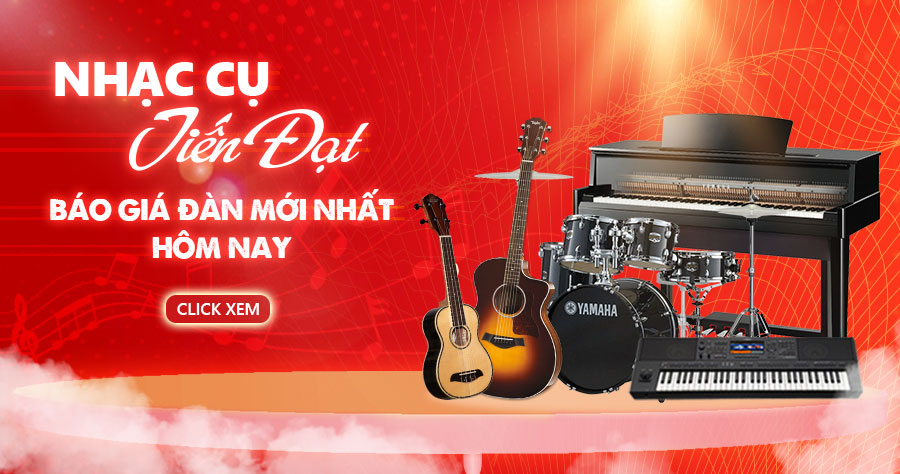 NHẠC CỤ
Tiến Đạt
BÁO GIÁ ĐÀN MỚI NHẤT
HÔM NAY
CLICK XEM
YAMAHA